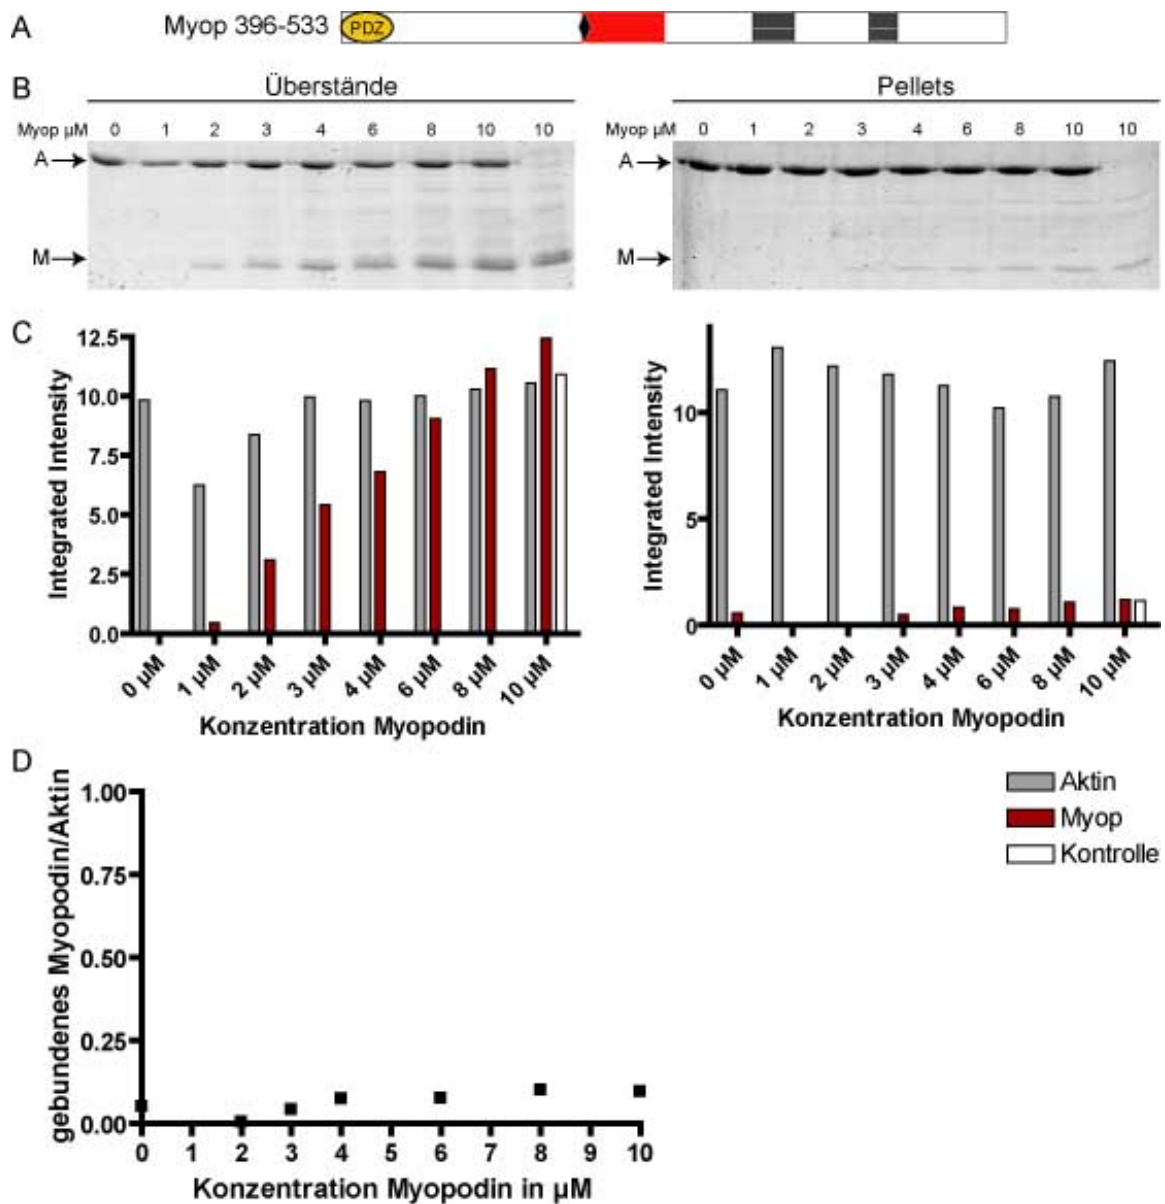 A Myop 396-533 PDZ
B Überstände
Myop µM 0 1 2 3 4 6 8 10 10
A
M
Pellets
Myop µM 0 1 2 3 4 6 8 10 10
A
M
C
Integrated Intensity
12.5
10.0
7.5
5.0
2.5
0.0
0 µM 1 µM 2 µM 3 µM 4 µM 6 µM 8 µM 10 µM
Konzentration Myopodin
Integrated Intensity
10
5
0
0 µM 1 µM 2 µM 3 µM 4 µM 6 µM 8 µM 10 µM
Konzentration Myopodin
D
gebundenes Myopodin/Aktin
1.00
0.75
0.50
0.25
0.00
0 1 2 3 4 5 6 7 8 9 10
Konzentration Myopodin in µM
Aktin
Myop
Kontrolle